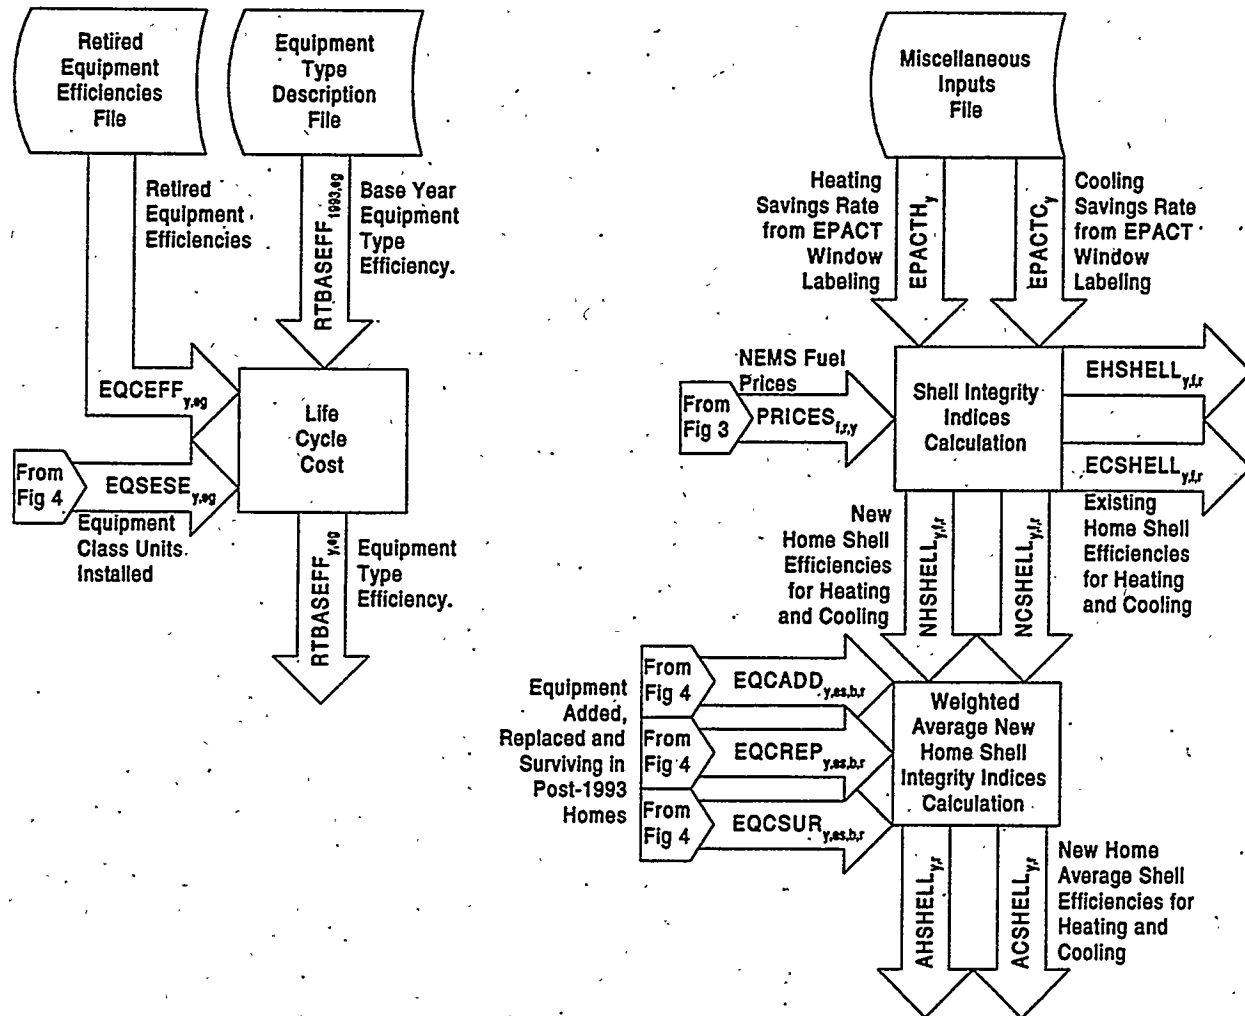 Retired
Equipment
Efficiencies
File
Equipment
Type
Description
File
Retired
Equipment
Efficiencies
RTBASEFF1993,eg
Base Year
Equipment
Type
Efficiency.
EQCEFFy,eg
From
Fig 4
EQSESEy,eg
Equipment
Class Units
Installed
Life
Cycle
Cost
RTBASEFFy,eg
Equipment
Type
Efficiency.
Miscellaneous
Inputs
File
Heating
Savings Rate
from EPACT
Window
Labeling
EPACTHy
EPACTCy
Cooling
Savings Rate
from EPACT
Window
Labeling
NEMS Fuel
Prices
From
Fig 3
PRICESf,r,y
Shell Integrity
Indices
Calculation
EHSHELLy,f,r
ECSHELLy,f,r
Existing
Home Shell
Efficiencies
for Heating
and Cooling
New
Home Shell
Efficiencies
for Heating
and Cooling
NHSHELLy,f,r
NCSHELLy,f,r
Equipment
Added,
Replaced and
Surviving in
Post-1993
Homes
From
Fig 4
EQCADDy,es,b,r
From
Fig 4
EQCREPy,es,b,r
From
Fig 4
EQCSURy,es,b,r
Weighted
Average New
Home Shell
Integrity Indices
Calculation
AHSHELLy,r
ACSHELLy,r
New Home
Average Shell
Efficiencies for
Heating and
Cooling